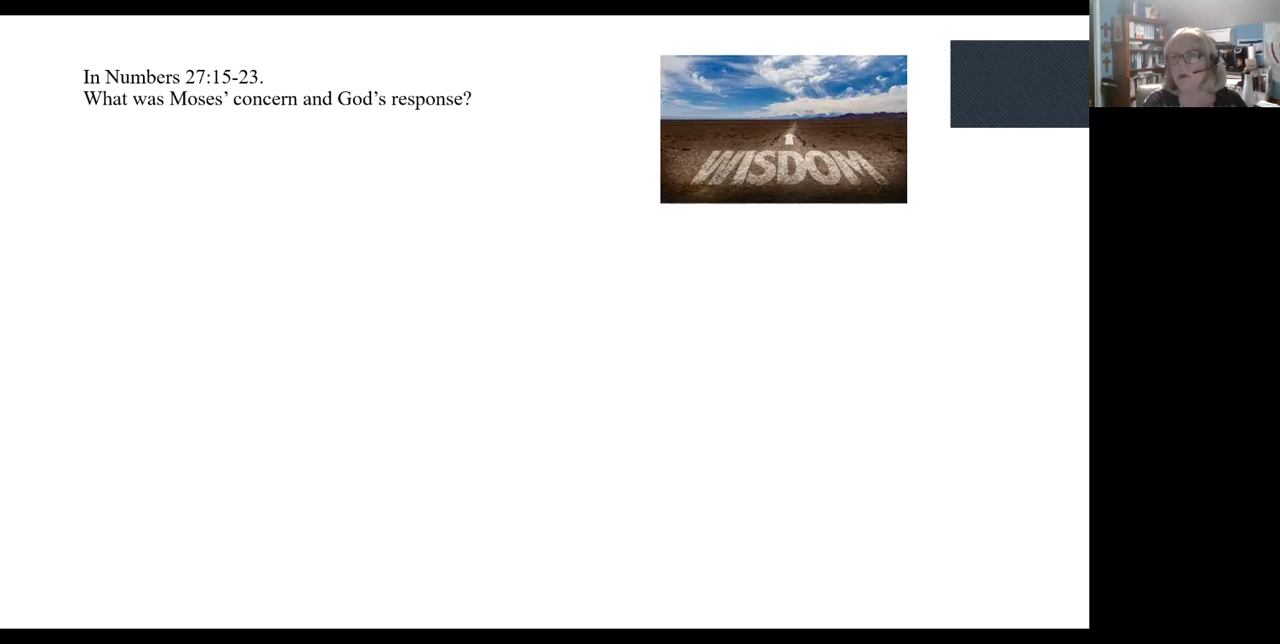 In Numbers 27:15-23.
What was Moses’ concern and God’s response?
WISDOM